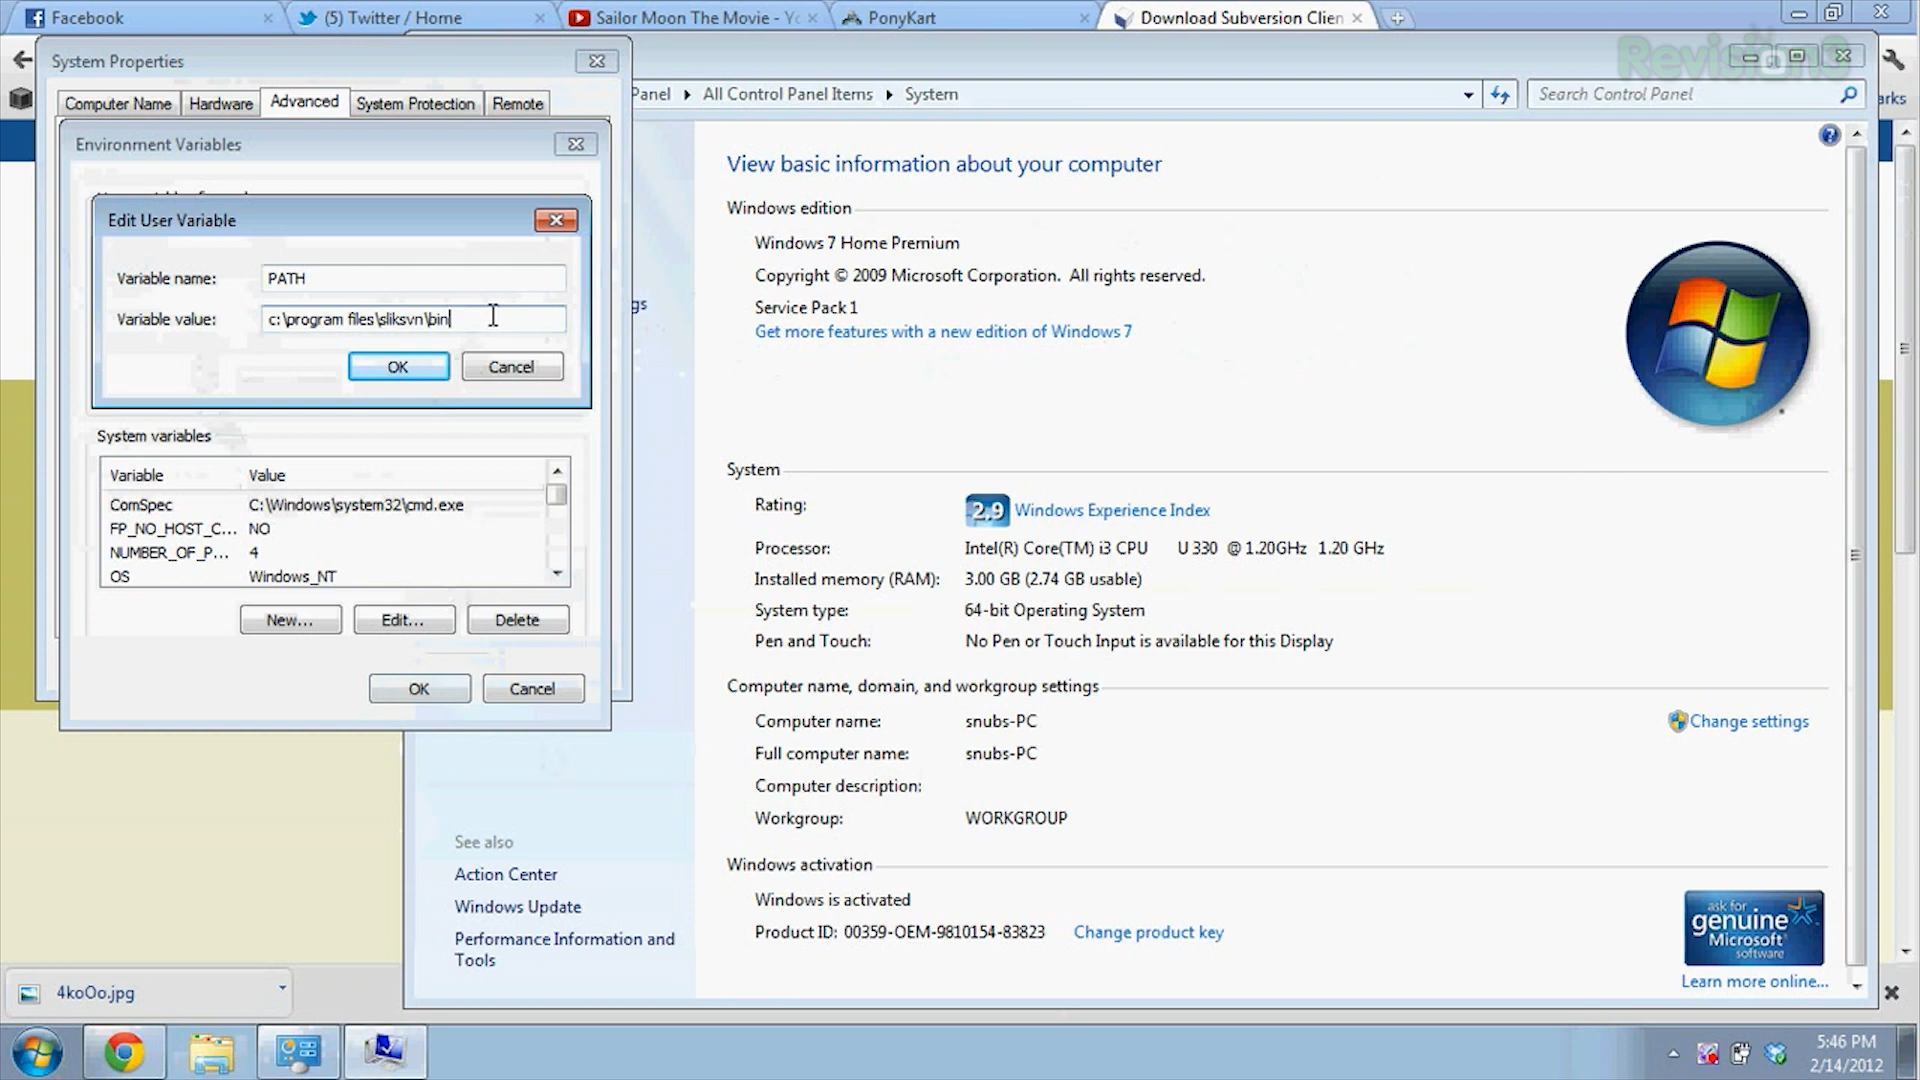 Facebook
(5) Twitter / Home
Sailor Moon The Movie - Yo
PonyKart
Download Subversion Clien
Revision3
System Properties
Computer Name Hardware Advanced System Protection Remote
Panel All Control Panel Items System
Search Control Panel
arks
Environment Variables
Edit User Variable
Variable name: PATH
Variable value: c:\program files\sliksvn\bin
OK Cancel
System variables
Variable Value
ComSpec C:\Windows\system32\cmd.exe
FP_NO_HOST_C... NO
NUMBER_OF_P... 4
OS Windows_NT
New... Edit... Delete
OK Cancel
gs
View basic information about your computer
Windows edition
Windows 7 Home Premium
Copyright © 2009 Microsoft Corporation. All rights reserved.
Service Pack 1
Get more features with a new edition of Windows 7
System
Rating: 2.9 Windows Experience Index
Processor: Intel(R) Core(TM) i3 CPU U 330 @ 1.20GHz 1.20 GHz
Installed memory (RAM): 3.00 GB (2.74 GB usable)
System type: 64-bit Operating System
Pen and Touch: No Pen or Touch Input is available for this Display
Computer name, domain, and workgroup settings
Computer name: snubs-PC
Change settings
Full computer name: snubs-PC
Computer description:
Workgroup: WORKGROUP
Windows activation
Windows is activated
Product ID: 00359-OEM-9810154-83823 Change product key
ask for
genuine
Microsoft
software
Learn more online...
See also
Action Center
Windows Update
Performance Information and
Tools
4koOo.jpg
5:46 PM
2/14/2012